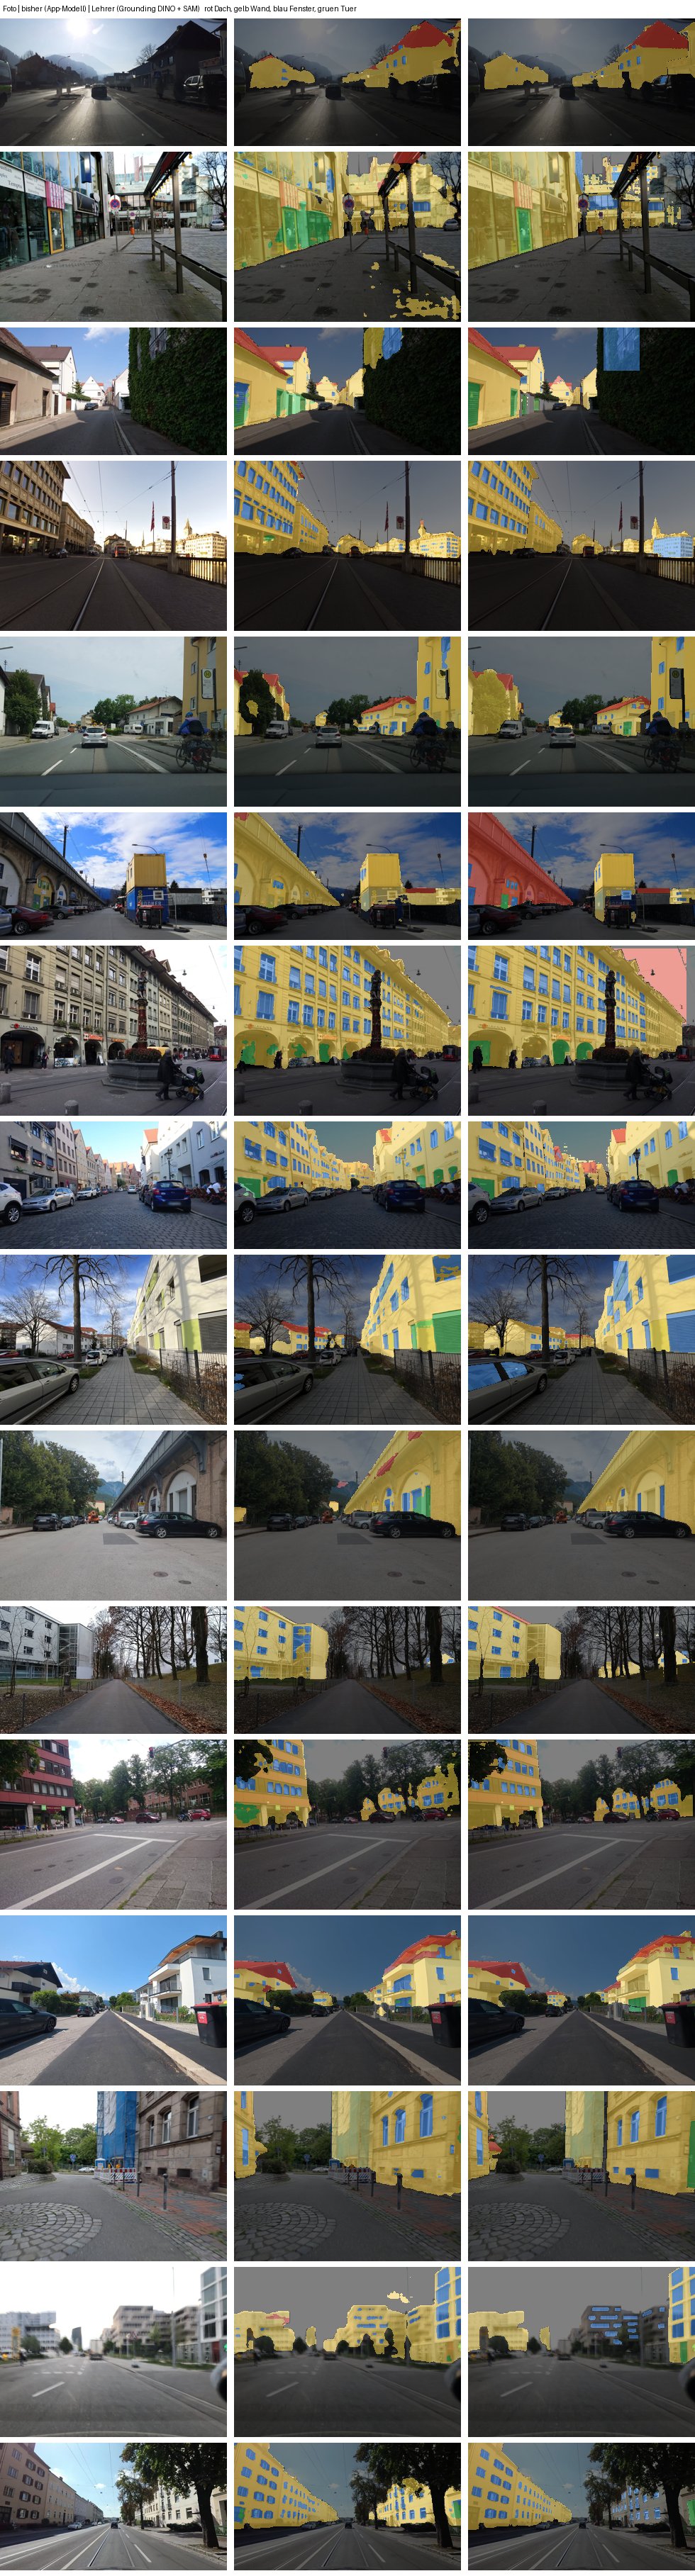 Foto | bisher (App-Modell) | Lehrer (Grounding DINO + SAM)   rot Dach, gelb Wand, blau Fenster, gruen Tuer